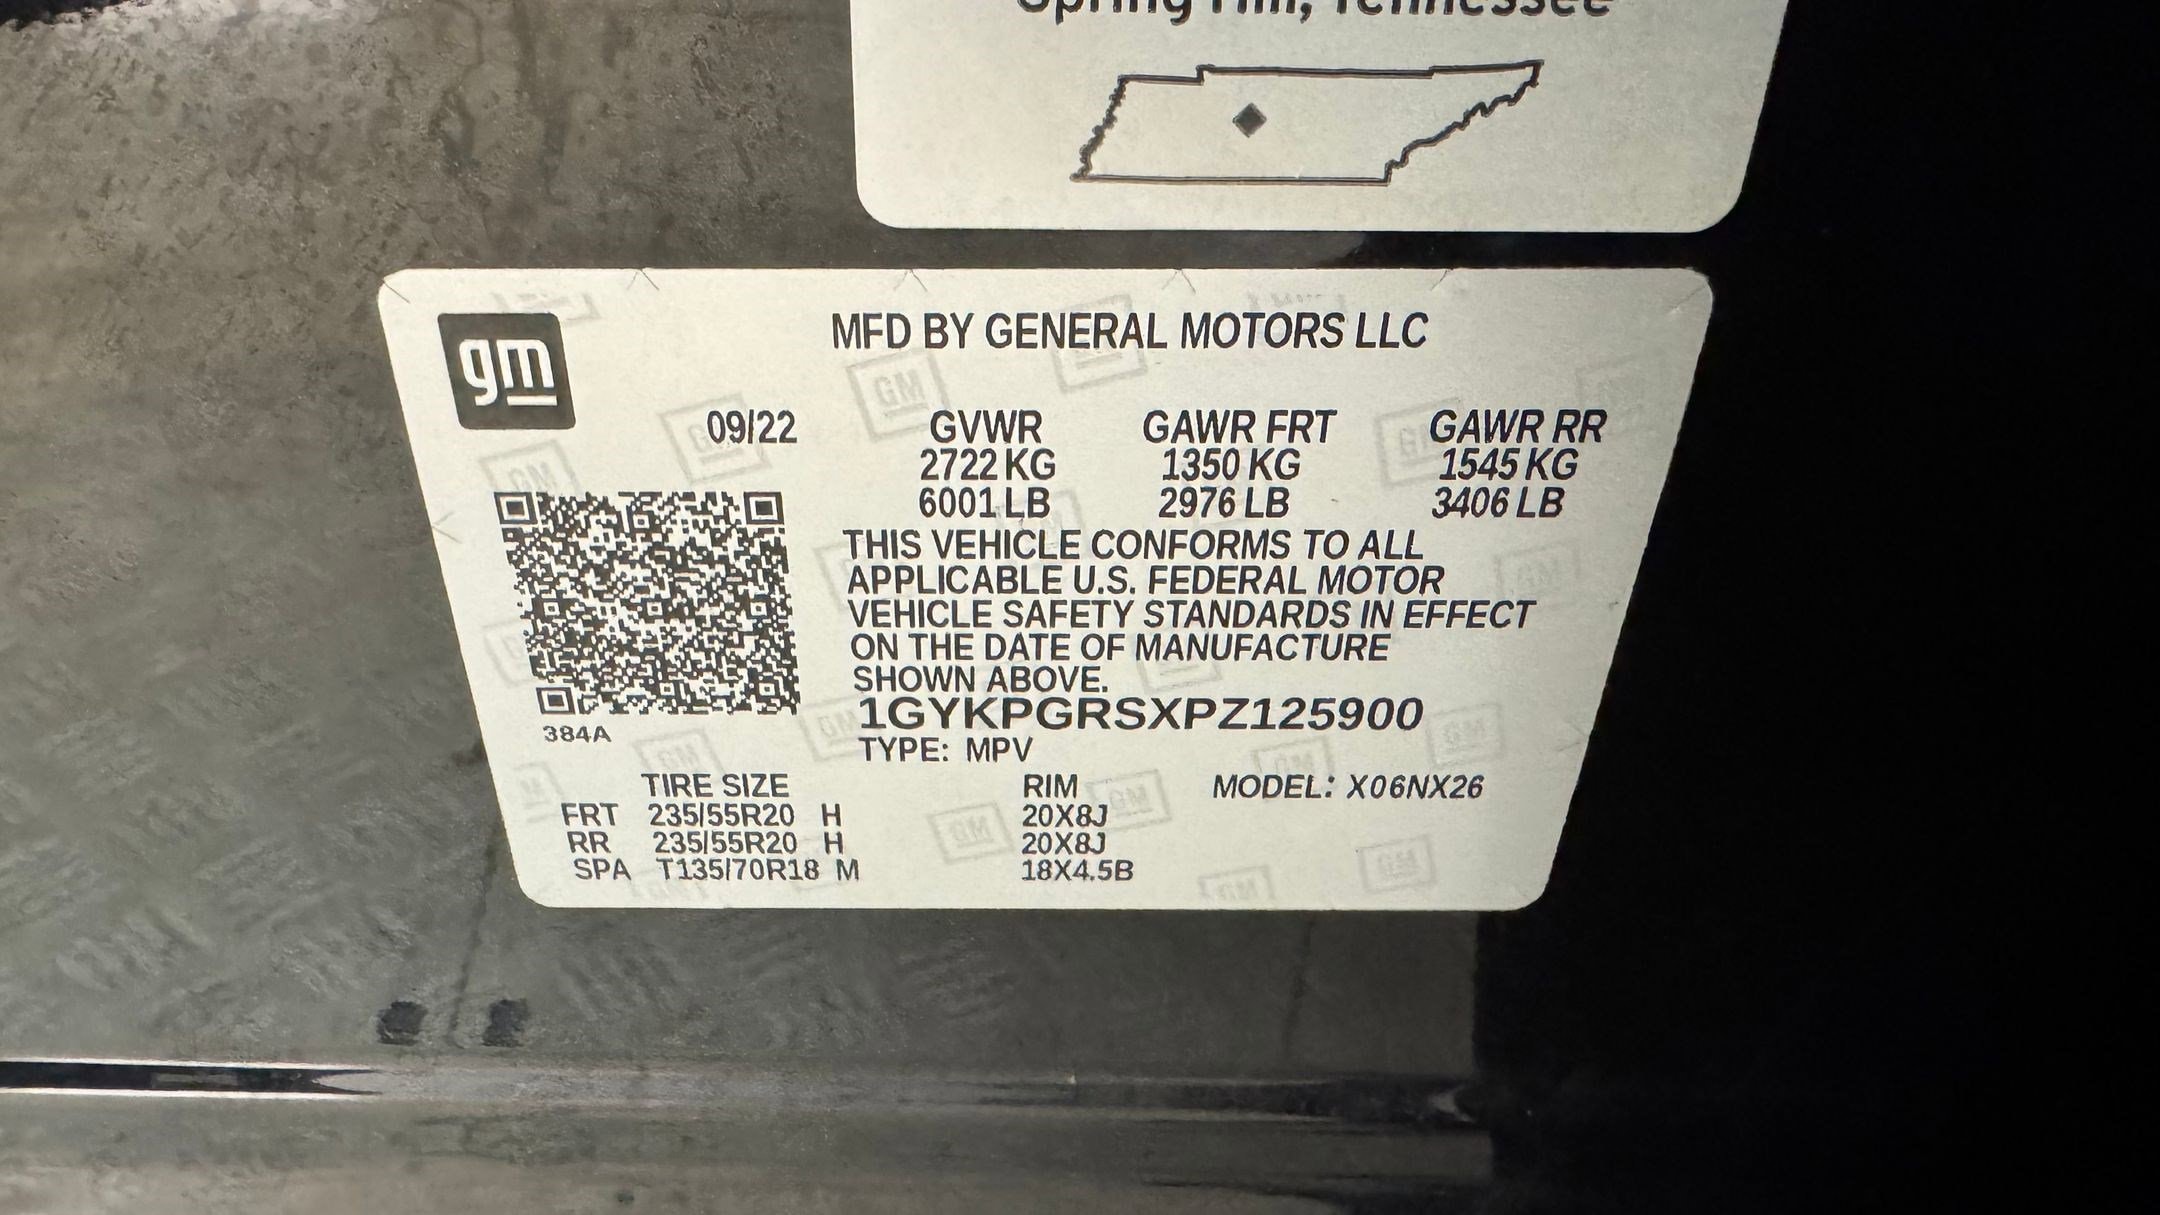 Spring Hill, Tennessee
gm
MFD BY GENERAL MOTORS LLC
09/22 GVWR GAWR FRT GAWR RR
2722 KG 1350 KG 1545 KG
6001 LB 2976 LB 3406 LB
THIS VEHICLE CONFORMS TO ALL
APPLICABLE U.S. FEDERAL MOTOR
VEHICLE SAFETY STANDARDS IN EFFECT
ON THE DATE OF MANUFACTURE
SHOWN ABOVE.
1GYKPGRSXPZ125900
384A
TYPE: MPV
TIRE SIZE RIM MODEL: X06NX26
FRT 235/55R20 H 20X8J
RR 235/55R20 H 20X8J
SPA T135/70R18 M 18X4.5B